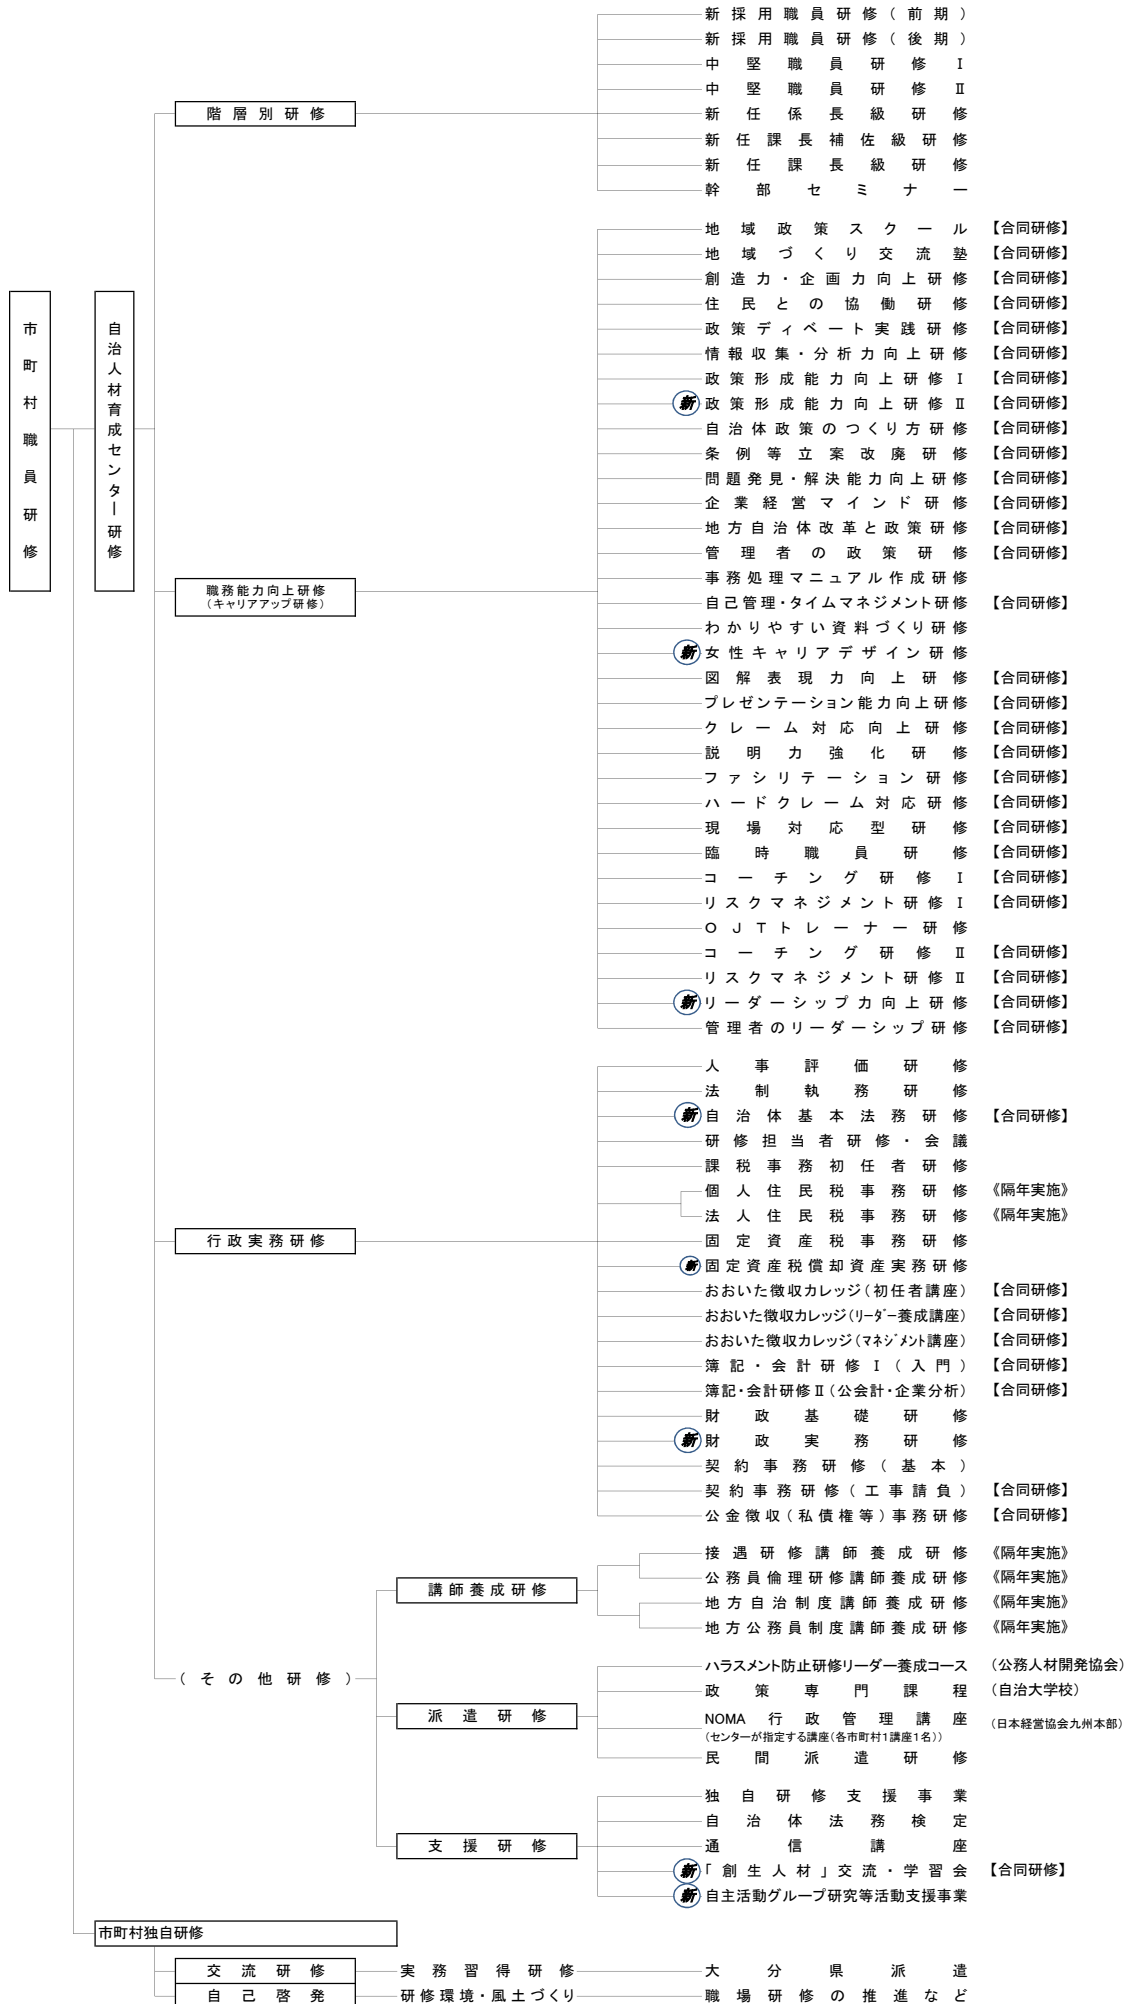 市町村職員研修
自治人材育成センター研修
階層別研修
新採用職員研修(前期)
新採用職員研修(後期)
中堅職員研修Ⅰ
中堅職員研修Ⅱ
新任係長級研修
新任課長補佐級研修
新任課長級研修
幹部セミナー
職務能力向上研修
(キャリアアップ研修)
地域政策スクール 【合同研修】
地域づくり交流塾 【合同研修】
創造力・企画力向上研修 【合同研修】
住民との協働研修 【合同研修】
政策ディベート実践研修 【合同研修】
情報収集・分析力向上研修 【合同研修】
政策形成能力向上研修Ⅰ 【合同研修】
新 政策形成能力向上研修Ⅱ 【合同研修】
自治体政策のつくり方研修 【合同研修】
条例等立案改廃研修 【合同研修】
問題発見・解決能力向上研修 【合同研修】
企業経営マインド研修 【合同研修】
地方自治体改革と政策研修 【合同研修】
管理者の政策研修 【合同研修】
事務処理マニュアル作成研修
自己管理・タイムマネジメント研修 【合同研修】
わかりやすい資料づくり研修
新 女性キャリアデザイン研修
図解表現力向上研修 【合同研修】
プレゼンテーション能力向上研修 【合同研修】
クレーム対応向上研修 【合同研修】
説明力強化研修 【合同研修】
ファシリテーション研修 【合同研修】
ハードクレーム対応研修 【合同研修】
現場対応型研修 【合同研修】
臨時職員研修 【合同研修】
コーチング研修Ⅰ 【合同研修】
リスクマネジメント研修Ⅰ 【合同研修】
OJTトレーナー研修
コーチング研修Ⅱ 【合同研修】
リスクマネジメント研修Ⅱ 【合同研修】
新 リーダーシップ力向上研修 【合同研修】
管理者のリーダーシップ研修 【合同研修】
行政実務研修
人事評価研修
法制執務研修
新 自治体基本法務研修 【合同研修】
研修担当者研修・会議
課税事務初任者研修
個人住民税事務研修 《隔年実施》
法人住民税事務研修 《隔年実施》
固定資産税事務研修
新 固定資産税償却資産実務研修
おおいた徴収カレッジ(初任者講座) 【合同研修】
おおいた徴収カレッジ(リーダー養成講座) 【合同研修】
おおいた徴収カレッジ(マネジメント講座) 【合同研修】
簿記・会計研修Ⅰ(入門) 【合同研修】
簿記・会計研修Ⅱ(公会計・企業分析) 【合同研修】
財政基礎研修
新 財政実務研修
契約事務研修(基本)
契約事務研修(工事請負) 【合同研修】
公金徴収(私債権等)事務研修 【合同研修】
(その他研修)
講師養成研修
接遇研修講師養成研修 《隔年実施》
公務員倫理研修講師養成研修 《隔年実施》
地方自治制度講師養成研修 《隔年実施》
地方公務員制度講師養成研修 《隔年実施》
派遣研修
ハラスメント防止研修リーダー養成コース (公務人材開発協会)
政策専門課程 (自治大学校)
NOMA行政管理講座 (日本経営協会九州本部)
(センターが指定する講座(各市町村1講座1名))
民間派遣研修
支援研修
独自研修支援事業
自治体法務検定
通信講座
新 「創生人材」交流・学習会 【合同研修】
新 自主活動グループ研究等活動支援事業
市町村独自研修
交流研修 実務習得研修 大分県派遣
自己啓発 研修環境・風土づくり 職場研修の推進など